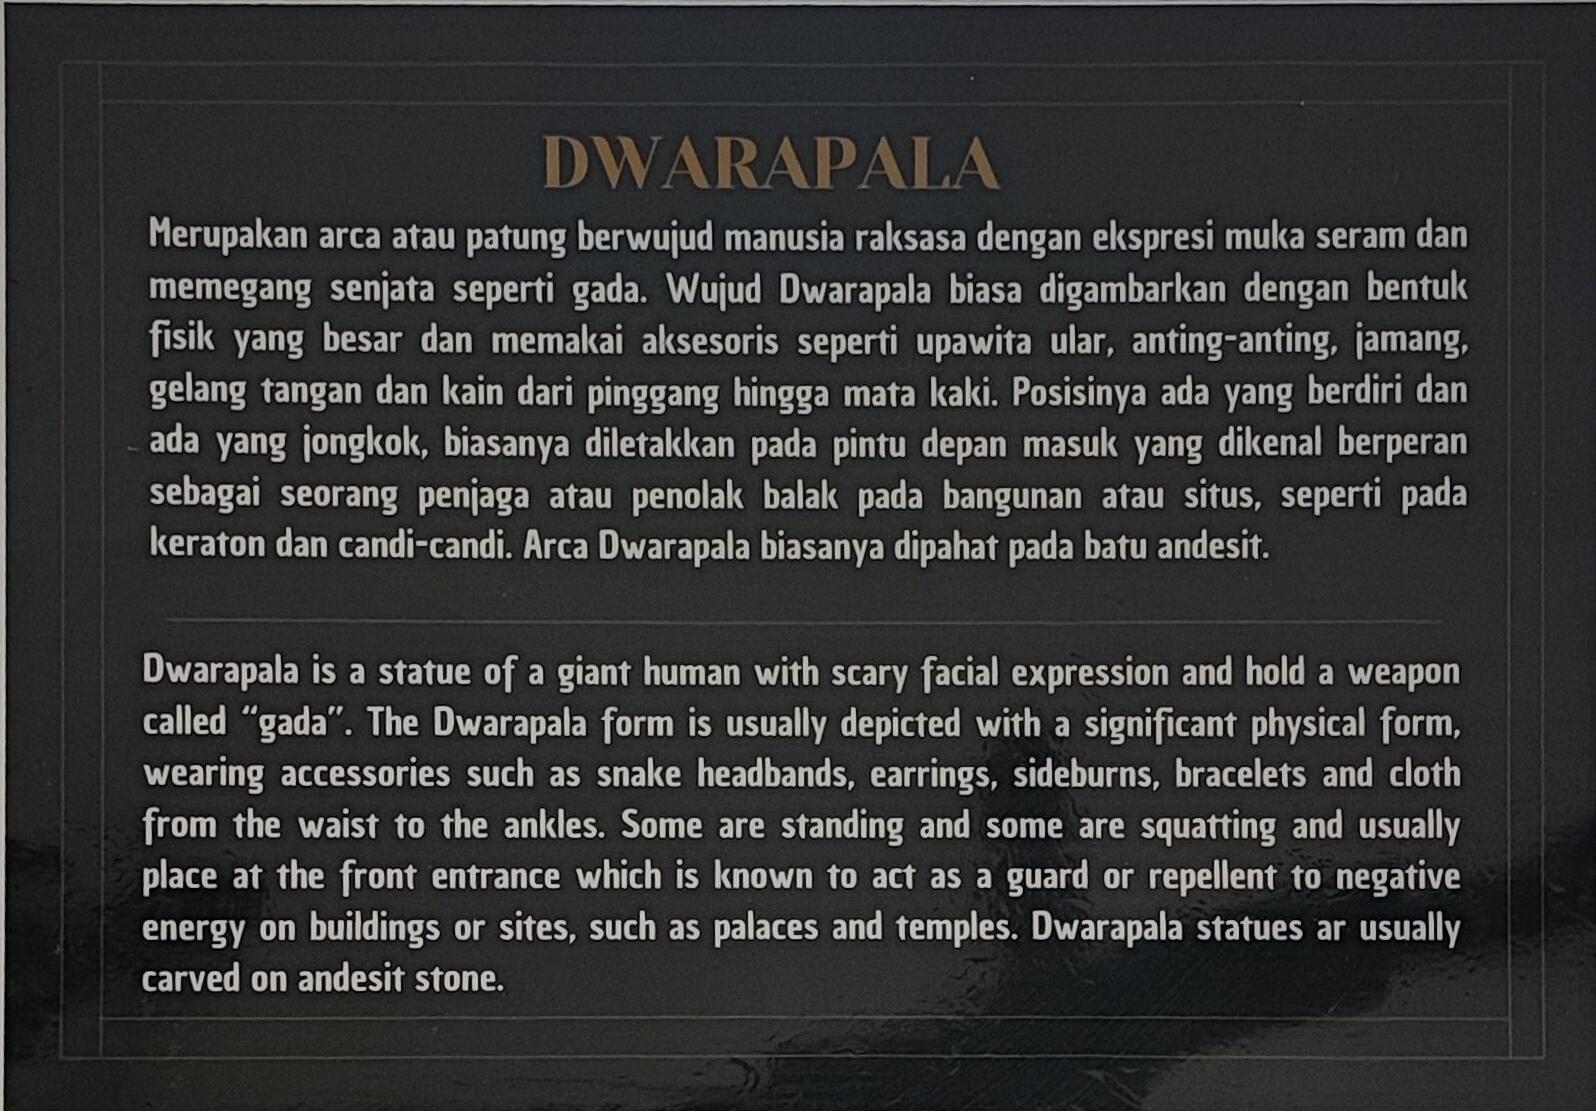 DWARAPALA
Merupakan arca atau patung berwujud manusia raksasa dengan ekspresi muka seram dan
memegang senjata seperti gada. Wujud Dwarapala biasa digambarkan dengan bentuk
fisik yang besar dan memakai aksesoris seperti upawita ular, anting-anting, jamang,
gelang tangan dan kain dari pinggang hingga mata kaki. Posisinya ada yang berdiri dan
ada yang jongkok, biasanya diletakkan pada pintu depan masuk yang dikenal berperan
sebagai seorang penjaga atau penolak balak pada bangunan atau situs, seperti pada
keraton dan candi-candi. Arca Dwarapala biasanya dipahat pada batu andesit.
Dwarapala is a statue of a giant human with scary facial expression and hold a weapon
called “gada”. The Dwarapala form is usually depicted with a significant physical form,
wearing accessories such as snake headbands, earrings, sideburns, bracelets and cloth
from the waist to the ankles. Some are standing and some are squatting and usually
place at the front entrance which is known to act as a guard or repellent to negative
energy on buildings or sites, such as palaces and temples. Dwarapala statues ar usually
carved on andesit stone.